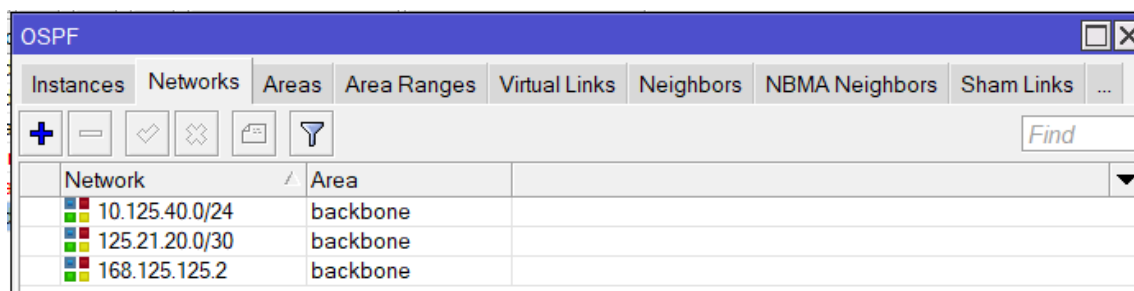 OSPF
Instances Networks Areas Area Ranges Virtual Links Neighbors NBMA Neighbors Sham Links ...
Find
Network Area
10.125.40.0/24 backbone
125.21.20.0/30 backbone
168.125.125.2 backbone